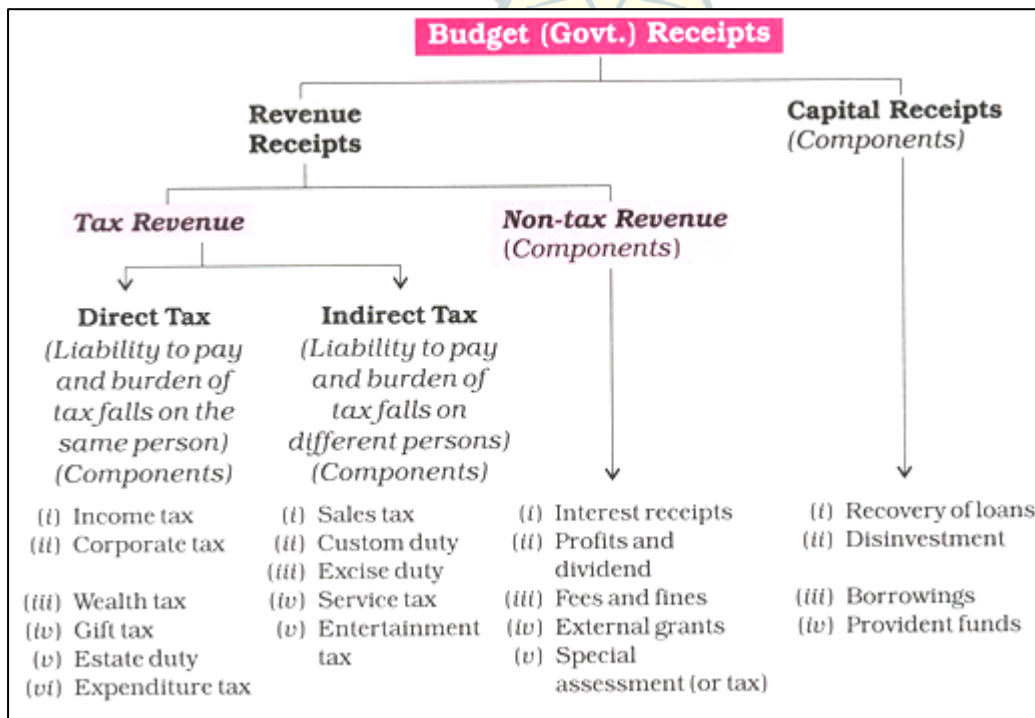 Budget (Govt.) Receipts
Revenue
Receipts
Capital Receipts
(Components)
Tax Revenue
Non-tax Revenue
(Components)
Direct Tax
(Liability to pay
and burden of
tax falls on the
same person)
(Components)
(i) Income tax
(ii) Corporate tax
(iii) Wealth tax
(iv) Gift tax
(v) Estate duty
(vi) Expenditure tax
Indirect Tax
(Liability to pay
and burden of
tax falls on
different persons)
(Components)
(i) Sales tax
(ii) Custom duty
(iii) Excise duty
(iv) Service tax
(v) Entertainment
tax
(i) Interest receipts
(ii) Profits and
dividend
(iii) Fees and fines
(iv) External grants
(v) Special
assessment (or tax)
(i) Recovery of loans
(ii) Disinvestment
(iii) Borrowings
(iv) Provident funds